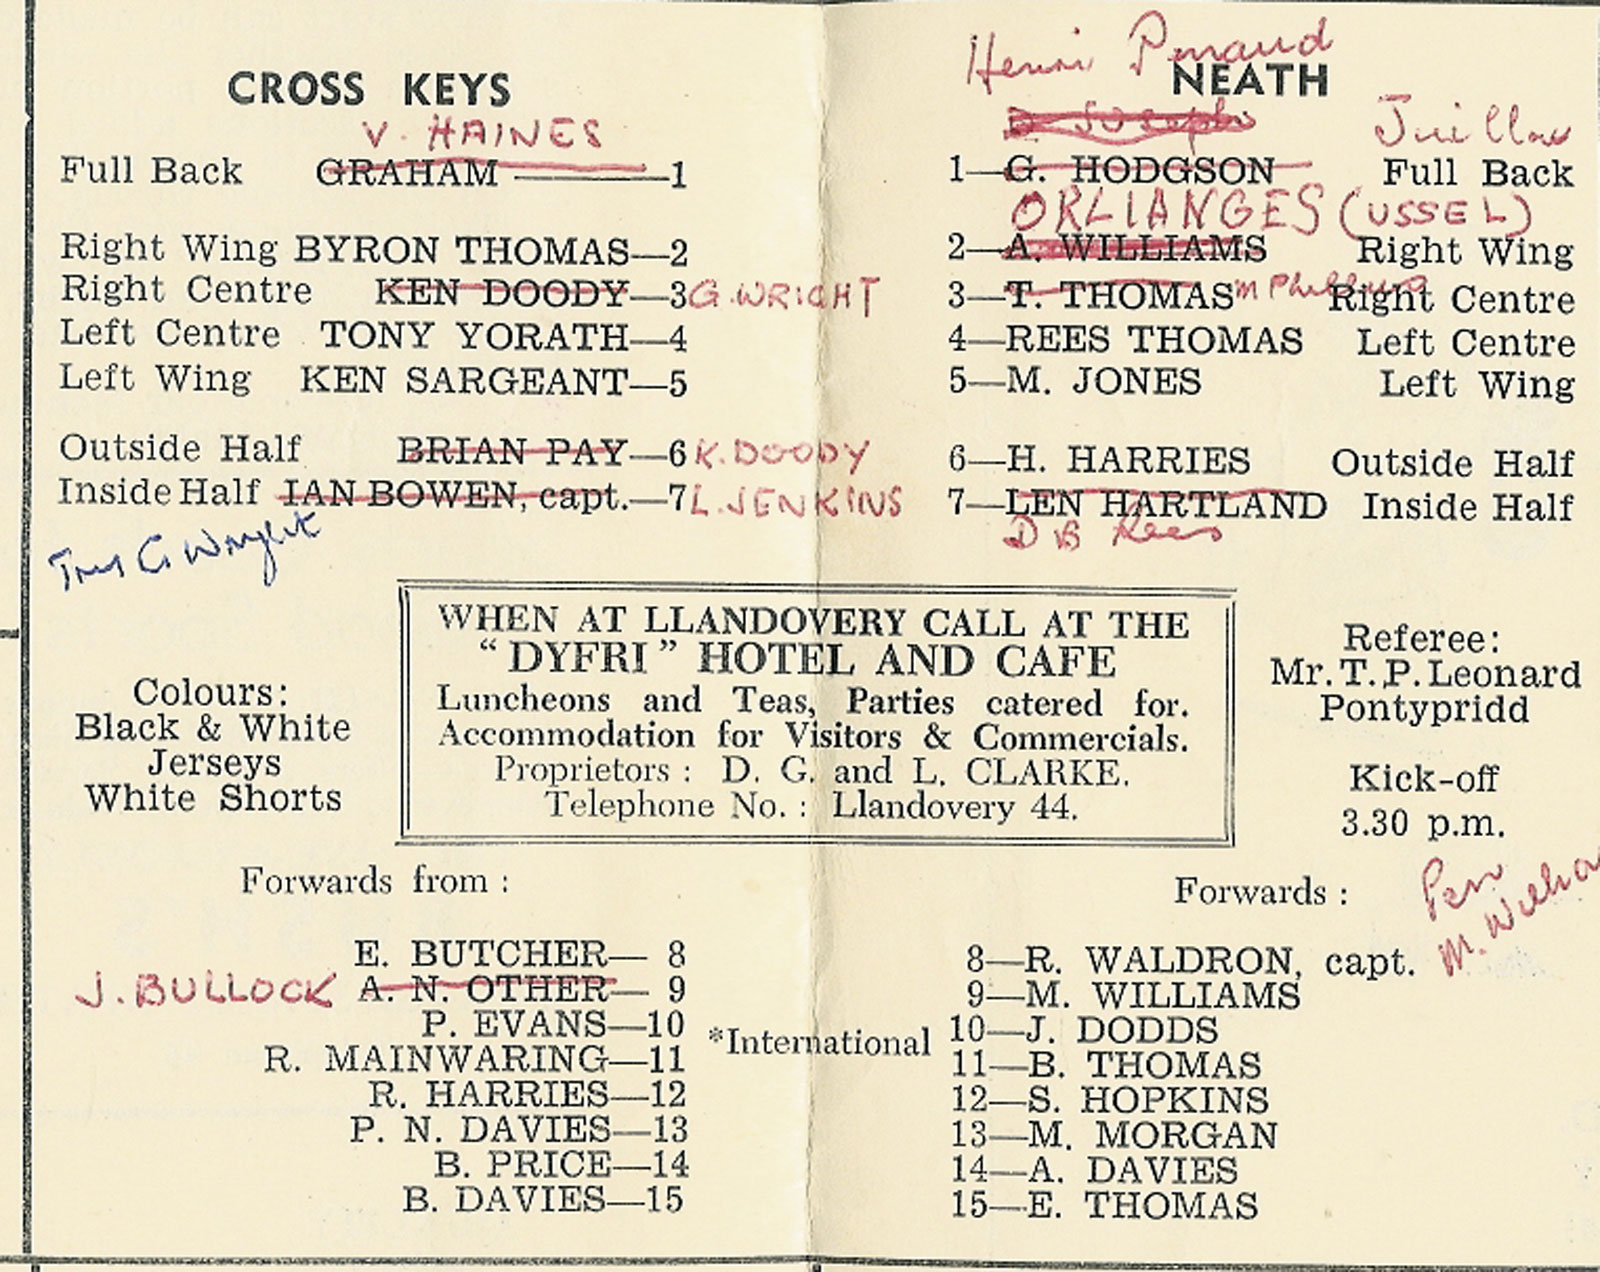 CROSS KEYS
V. HAINES
Full Back GRAHAM ———1
Right Wing BYRON THOMAS—2
Right Centre KEN DOODY—3 G. WRIGHT
Left Centre TONY YORATH—4
Left Wing KEN SARGEANT—5
Outside Half BRIAN PAY—6 K. DOODY
Inside Half IAN BOWEN, capt.—7 L. JENKINS
G Wright
Henri
NEATH
Joseph
1—G. HODGSON Full Back
ORLIANGES (USSEL)
2—A. WILLIAMS Right Wing
3—T. THOMAS Right Centre
4—REES THOMAS Left Centre
5—M. JONES Left Wing
6—H. HARRIES Outside Half
7—LEN HARTLAND Inside Half
D B Rees
WHEN AT LLANDOVERY CALL AT THE
“DYFRI” HOTEL AND CAFE
Luncheons and Teas, Parties catered for.
Accommodation for Visitors & Commercials.
Proprietors : D. G. and L. CLARKE.
Telephone No. : Llandovery 44.
Colours:
Black & White
Jerseys
White Shorts
Referee:
Mr. T. P. Leonard
Pontypridd
Kick-off
3.30 p.m.
Forwards from :
E. BUTCHER— 8
J. BULLOCK A. N. OTHER— 9
P. EVANS—10
R. MAINWARING—11
R. HARRIES—12
P. N. DAVIES—13
B. PRICE—14
B. DAVIES—15
*International
Forwards :
8—R. WALDRON, capt.
9—M. WILLIAMS
10—J. DODDS
11—B. THOMAS
12—S. HOPKINS
13—M. MORGAN
14—A. DAVIES
15—E. THOMAS